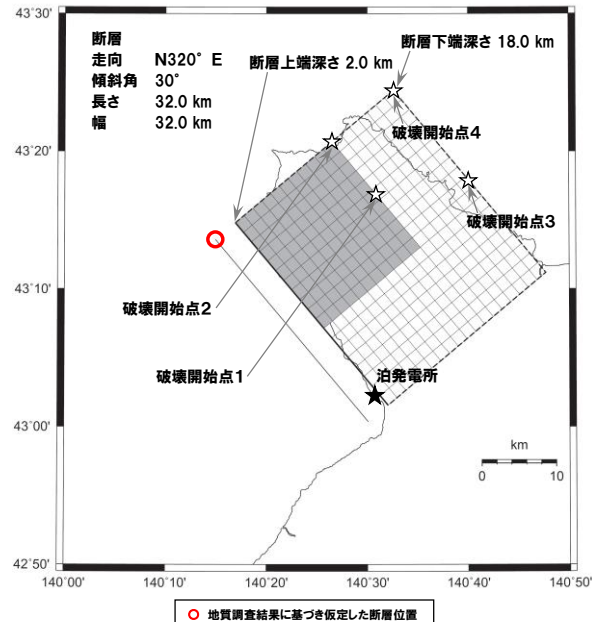 43°30'
断層
走向 N320° E
傾斜角 30°
長さ 32.0 km
幅 32.0 km
断層上端深さ 2.0 km
断層下端深さ 18.0 km
破壊開始点4
43°20'
破壊開始点3
43°10'
破壊開始点2
破壊開始点1
泊発電所
43°00'
km
0 10
42°50'
140°00' 140°10' 140°20' 140°30' 140°40' 140°50'
地質調査結果に基づき仮定した断層位置